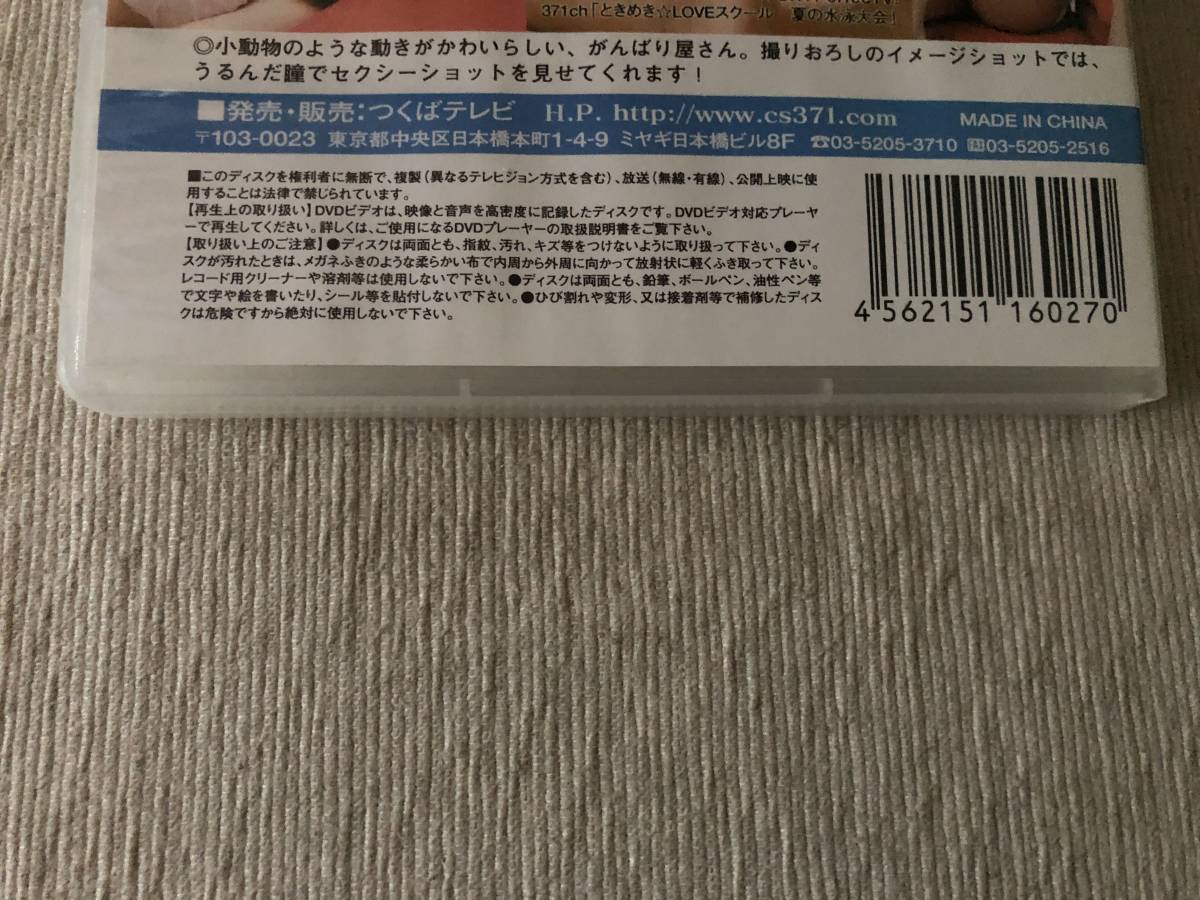 371ch「ときめき☆LOVEスクール 夏の水泳大会」
◎小動物のような動きがかわいらしい、がんばり屋さん。撮りおろしのイメージショットでは、
うるんだ瞳でセクシーショットを見せてくれます！
■発売・販売：つくばテレビ H.P. http://www.cs371.com MADE IN CHINA
〒103-0023 東京都中央区日本橋本町1-4-9 ミヤギ日本橋ビル8F ☎03-5205-3710 FAX03-5205-2516
■このディスクを権利者に無断で、複製（異なるテレビジョン方式を含む）、放送（無線・有線）、公開上映に使
用することは法律で禁じられています。
【再生上の取り扱い】DVDビデオは、映像と音声を高密度に記録したディスクです。DVDビデオ対応プレーヤ
ーで再生してください。詳しくは、ご使用になるDVDプレーヤーの取扱説明書をご覧下さい。
【取り扱い上のご注意】●ディスクは両面とも、指紋、汚れ、キズ等をつけないように取り扱って下さい。●ディ
スクが汚れたときは、メガネふきのような柔らかい布で内周から外周に向かって放射状に軽くふき取って下さい。
レコード用クリーナーや溶剤等は使用しないで下さい。●ディスクは両面とも、鉛筆、ボールペン、油性ペン等
で文字や絵を書いたり、シール等を貼付しないで下さい。●ひび割れや変形、又は接着剤等で補修したディス
クは危険ですから絶対に使用しないで下さい。
4 562151 160270